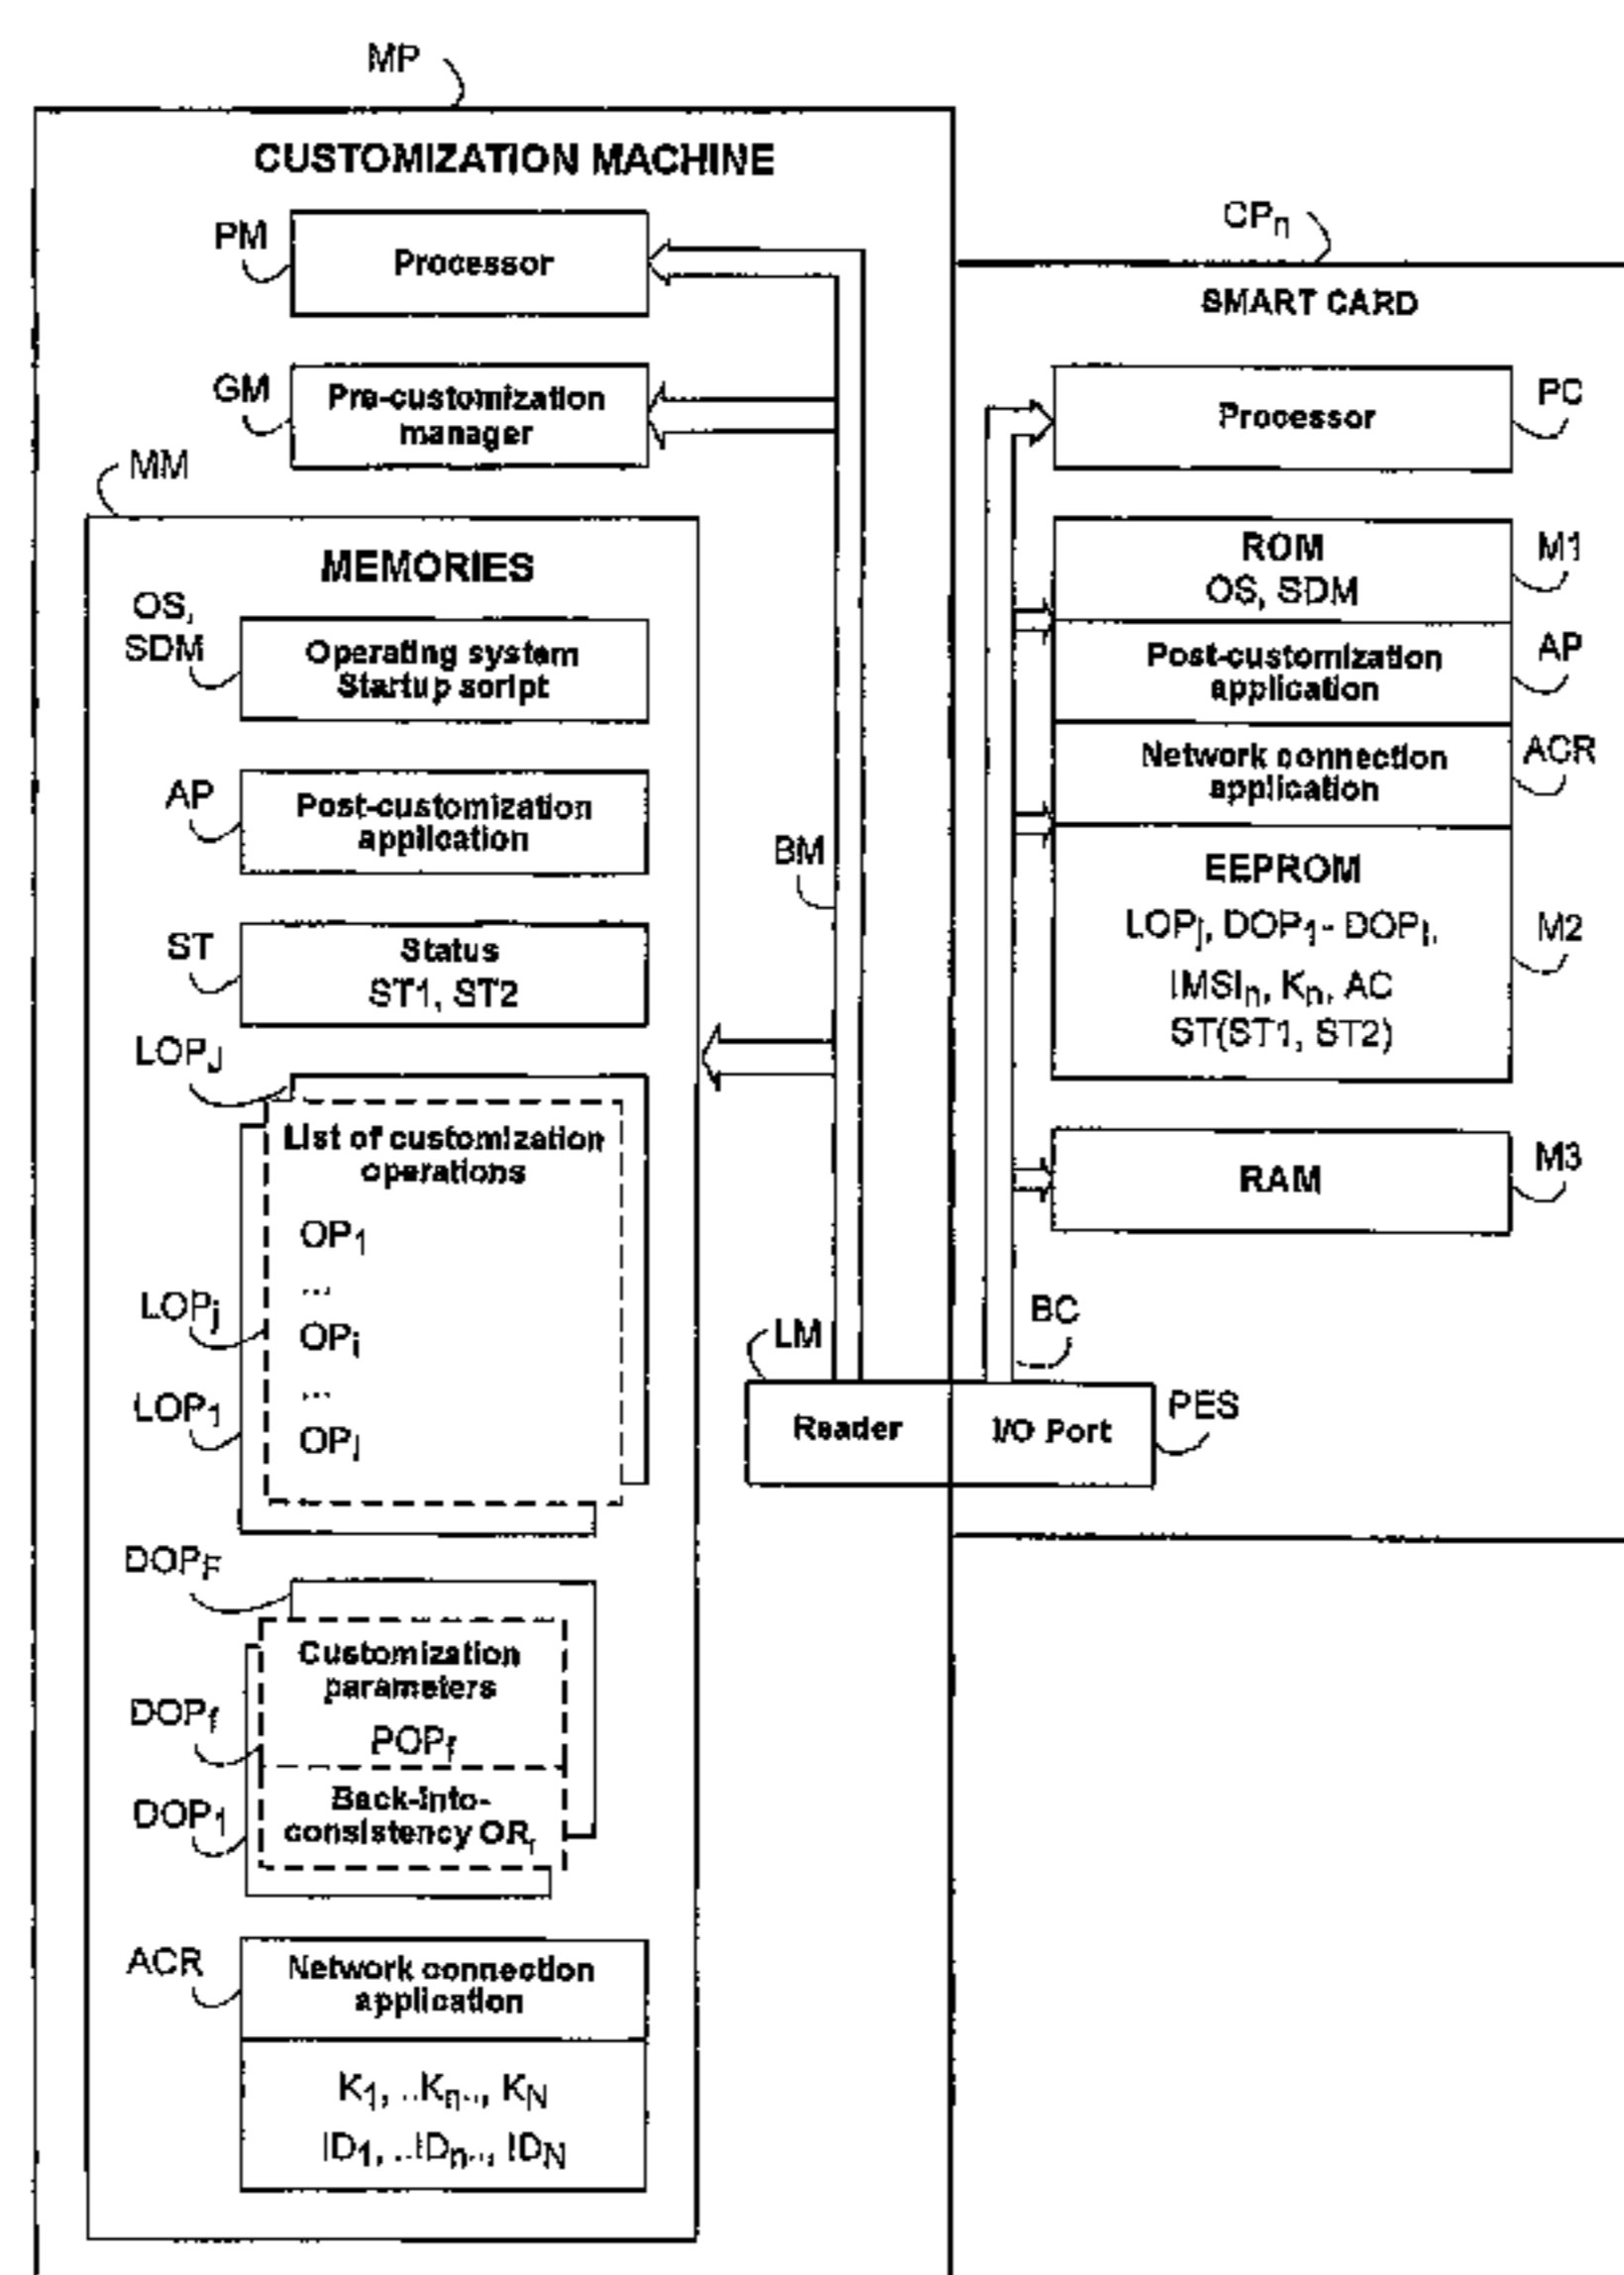 MP
CUSTOMIZATION MACHINE
PM
Processor
GM
Pre-customization
manager
MM
MEMORIES
OS,
SDM
Operating system
Startup script
AP
Post-customization
application
ST
Status
ST1, ST2
LOPJ
List of customization
operations
OP1
...
OPi
...
OPI
LOPj
LOP1
DOPF
Customization
parameters
POPf
DOPf
Back-into-
consistency ORf
DOP1
ACR
Network connection
application
K1, ..Kn.., KN
ID1, ..IDn.., IDN
BM
LM
Reader
CPn
SMART CARD
Processor
PC
ROM
OS, SDM
M1
Post-customization
application
AP
Network connection
application
ACR
EEPROM
LOPj, DOP1- DOPI,
IMSIn, Kn, AC
ST(ST1, ST2)
M2
RAM
M3
BC
I/O Port
PES